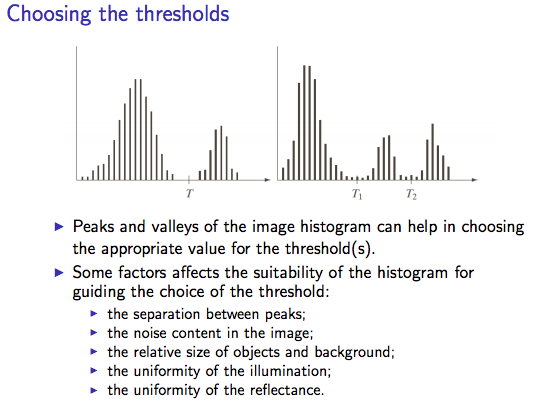 Choosing the thresholds
T
T1
T2
► Peaks and valleys of the image histogram can help in choosing
the appropriate value for the threshold(s).
► Some factors affects the suitability of the histogram for
guiding the choice of the threshold:
► the separation between peaks;
► the noise content in the image;
► the relative size of objects and background;
► the uniformity of the illumination;
► the uniformity of the reflectance.